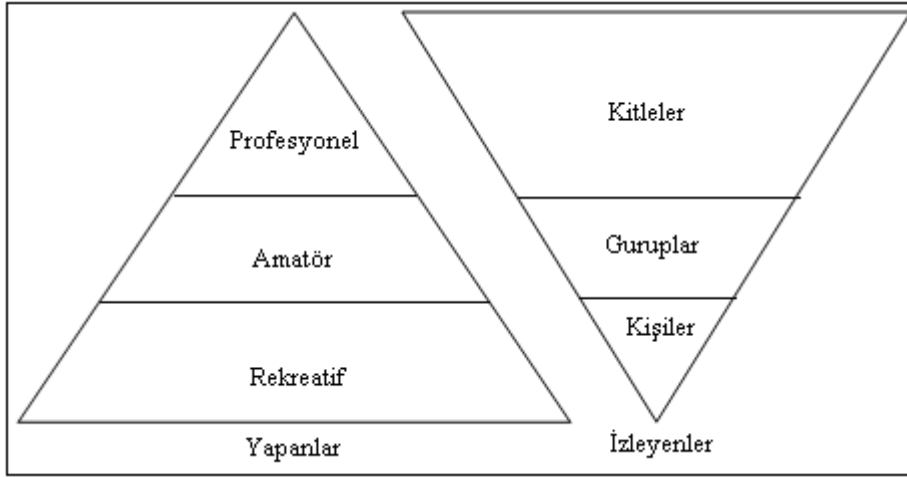 Profesyonel
Amatör
Rekreatif
Yapanlar
Kitleler
Guruplar
Kişiler
İzleyenler